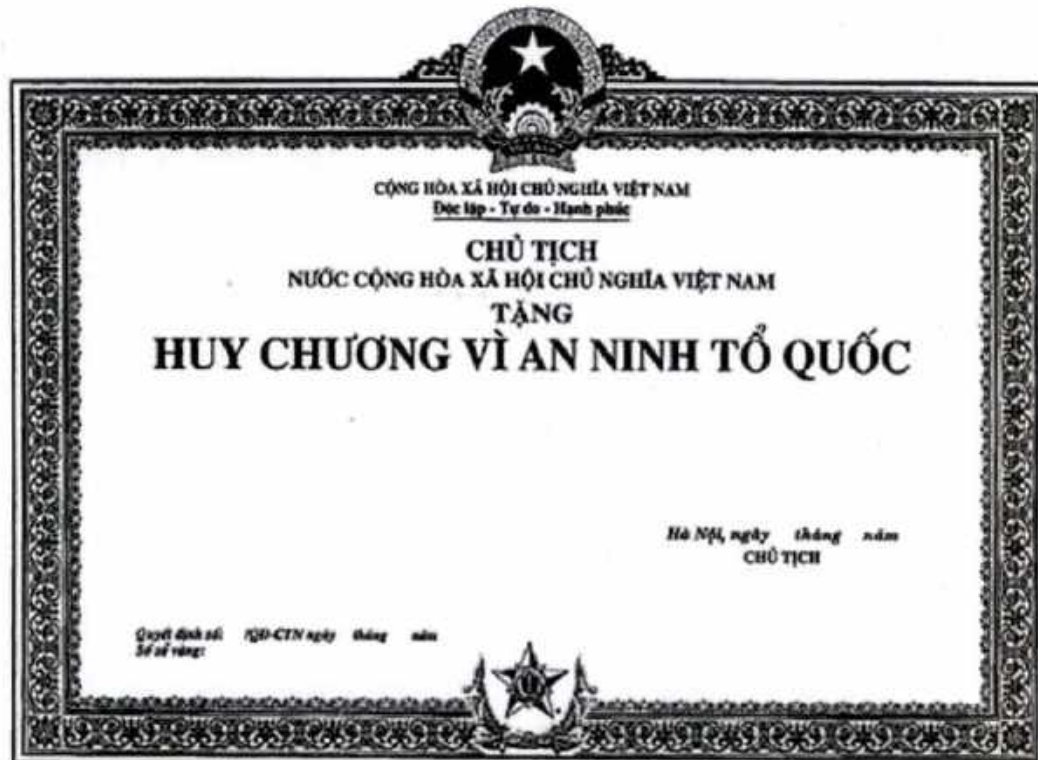 CỘNG HÒA XÃ HỘI CHỦ NGHĨA VIỆT NAM
Độc lập - Tự do - Hạnh phúc
CHỦ TỊCH
NƯỚC CỘNG HÒA XÃ HỘI CHỦ NGHĨA VIỆT NAM
TẶNG
HUY CHƯƠNG VÌ AN NINH TỔ QUỐC
Hà Nội, ngày tháng năm
CHỦ TỊCH
Quyết định số: /QĐ-CTN ngày tháng năm
Số sổ vàng: